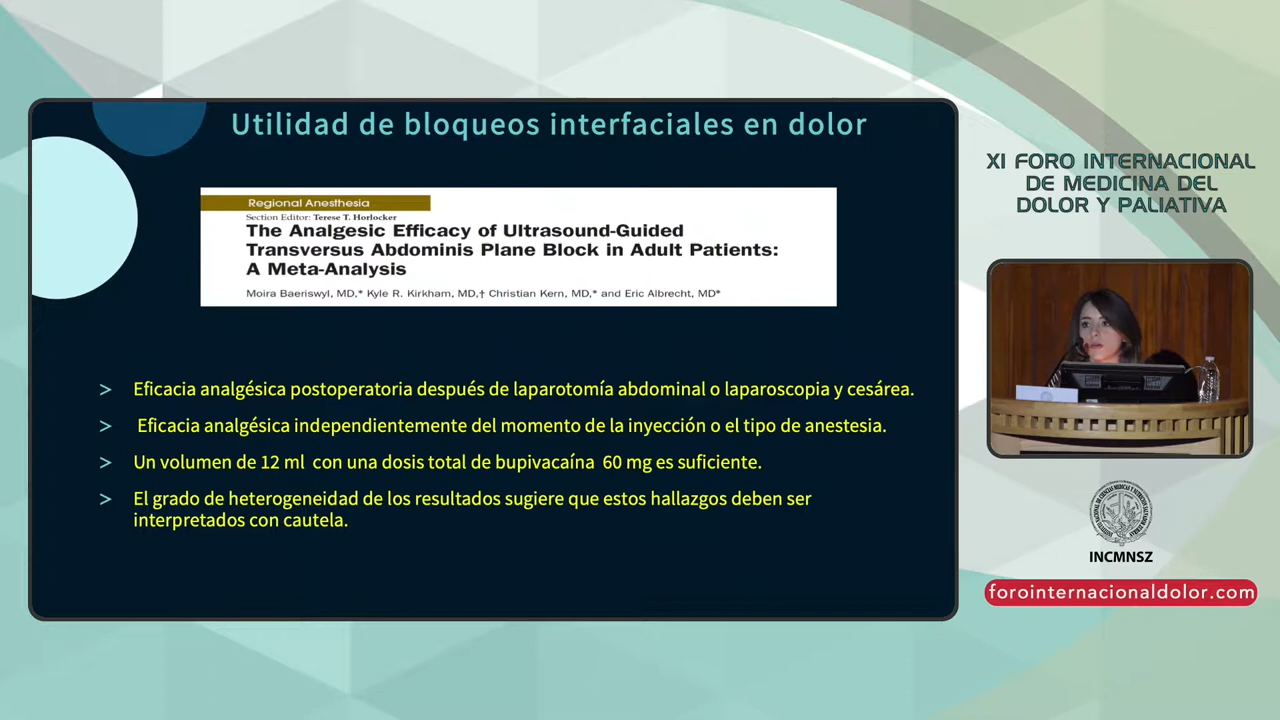 Utilidad de bloqueos interfaciales en dolor
Regional Anesthesia
Section Editor: Terese T. Horlocker
The Analgesic Efficacy of Ultrasound-Guided
Transversus Abdominis Plane Block in Adult Patients:
A Meta-Analysis
Moira Baeriswyl, MD,* Kyle R. Kirkham, MD,† Christian Kern, MD,* and Eric Albrecht, MD*
> Eficacia analgésica postoperatoria después de laparotomía abdominal o laparoscopia y cesárea.
> Eficacia analgésica independientemente del momento de la inyección o el tipo de anestesia.
> Un volumen de 12 ml con una dosis total de bupivacaína 60 mg es suficiente.
> El grado de heterogeneidad de los resultados sugiere que estos hallazgos deben ser
interpretados con cautela.
XI FORO INTERNACIONAL
DE MEDICINA DEL
DOLOR Y PALIATIVA
INCMNSZ
forointernacionaldolor.com